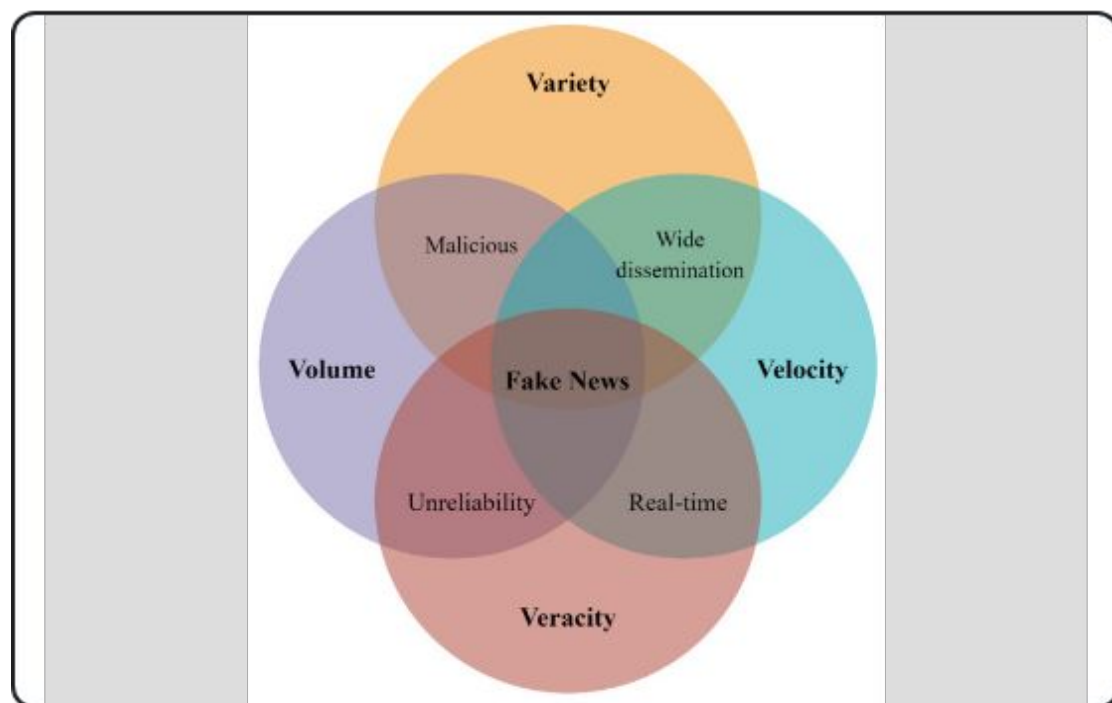 Variety
Malicious
Wide
dissemination
Volume
Fake News
Velocity
Unreliability
Real-time
Veracity